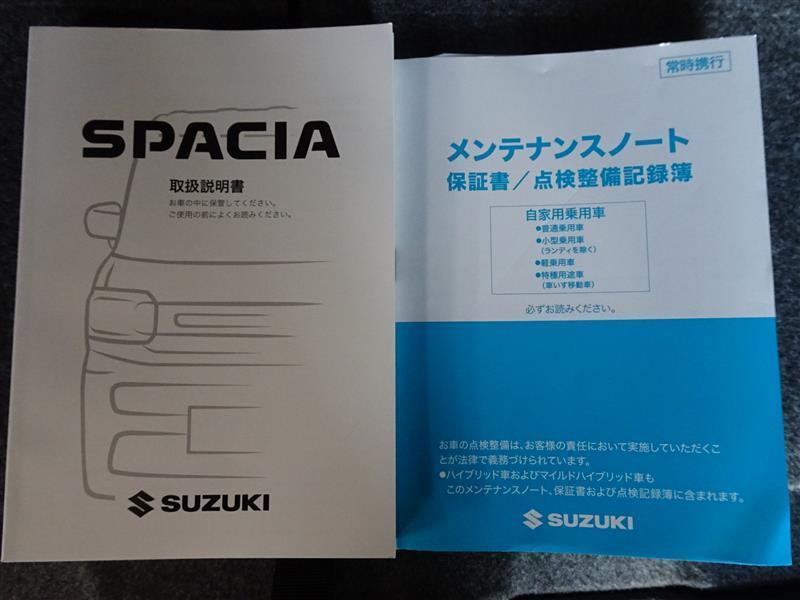 SPACIA
取扱説明書
お車の中に保管してください。
ご使用の前によくお読みください。
SUZUKI
常時携行
メンテナンスノート
保証書/点検整備記録簿
自家用乗用車
●普通乗用車
●小型乗用車
(ランディを除く)
●軽乗用車
●特種用途車
(車いす移動車)
必ずお読みください。
お車の点検整備は、お客様の責任において実施していただくこ
とが法律で義務づけられています。
●ハイブリッド車およびマイルドハイブリッド車も
このメンテナンスノート、保証書および点検記録簿に含まれます。
SUZUKI